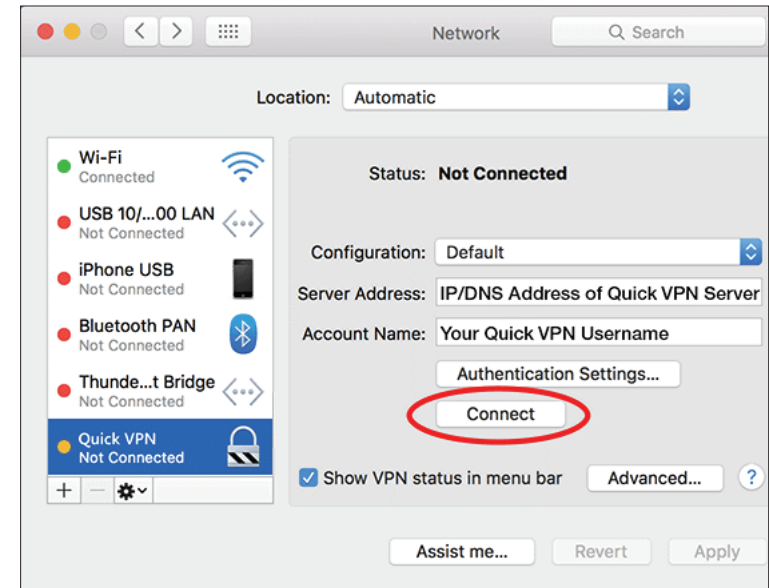 Network
Search
Location: Automatic
Wi-Fi
Connected
USB 10/...00 LAN
Not Connected
iPhone USB
Not Connected
Bluetooth PAN
Not Connected
Thunde...t Bridge
Not Connected
Quick VPN
Not Connected
+ −
Status: Not Connected
Configuration: Default
Server Address: IP/DNS Address of Quick VPN Server
Account Name: Your Quick VPN Username
Authentication Settings...
Connect
Show VPN status in menu bar
Advanced... ?
Assist me... Revert Apply